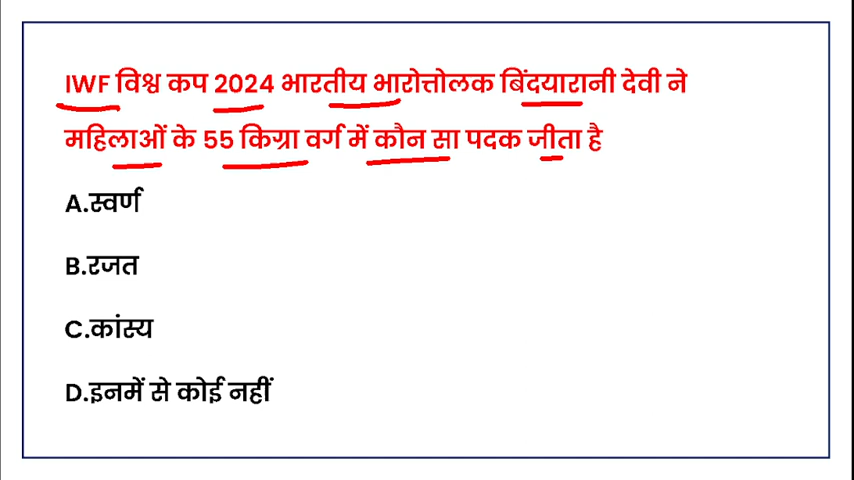 IWF विश्व कप 2024 भारतीय भारोत्तोलक बिंदयारानी देवी ने
महिलाओं के 55 किग्रा वर्ग में कौन सा पदक जीता है
A.स्वर्ण
B.रजत
C.कांस्य
D.इनमें से कोई नहीं